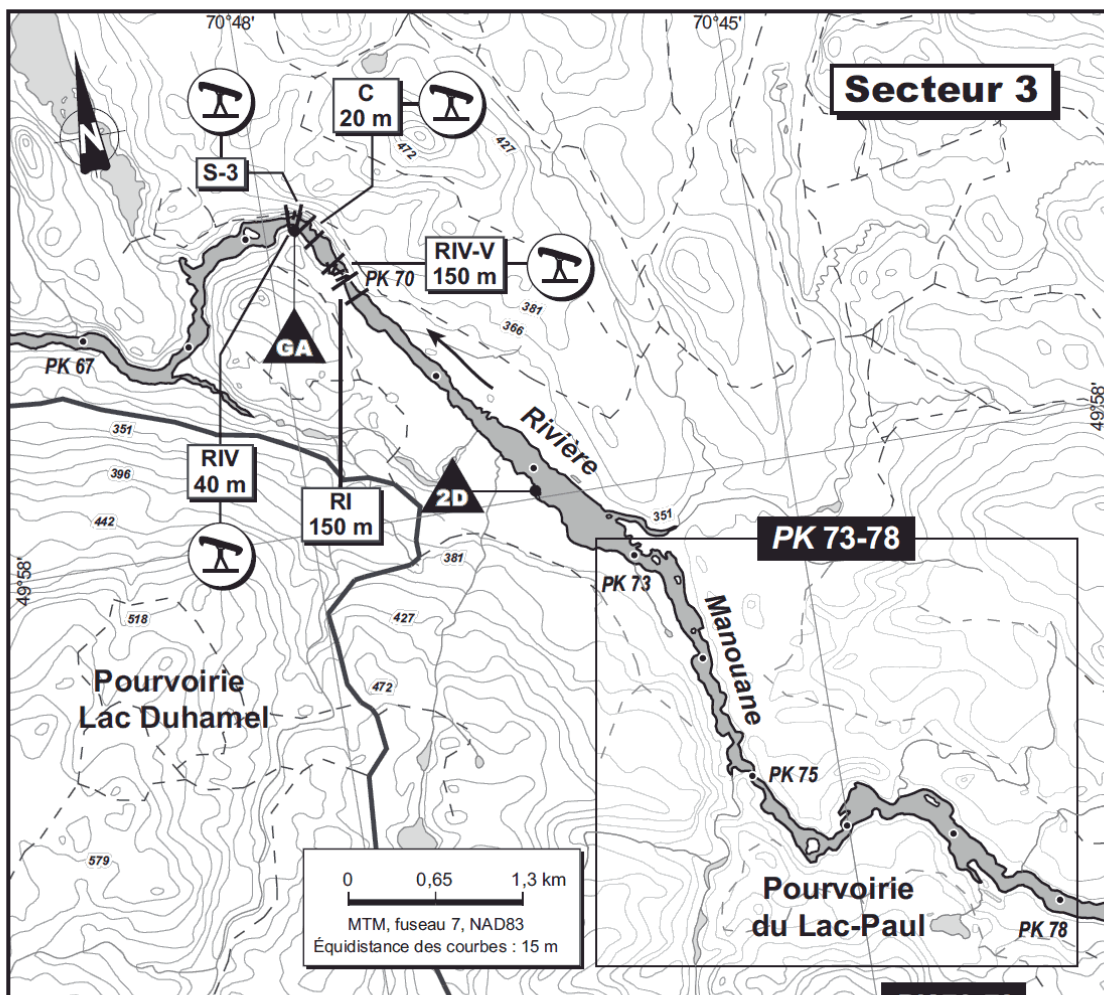 70°48'
70°45'
Secteur 3
C
20 m
S-3
N
472
427
RIV-V
150 m
PK 70
381
366
GA
PK 67
49°58'
351
396
442
RIV
40 m
RI
150 m
2D
Rivière
351
381
PK 73-78
PK 73
49°58'
518
427
Manouane
Pourvoirie
Lac Duhamel
472
PK 75
579
0 0,65 1,3 km
MTM, fuseau 7, NAD83
Équidistance des courbes : 15 m
Pourvoirie
du Lac-Paul
PK 78